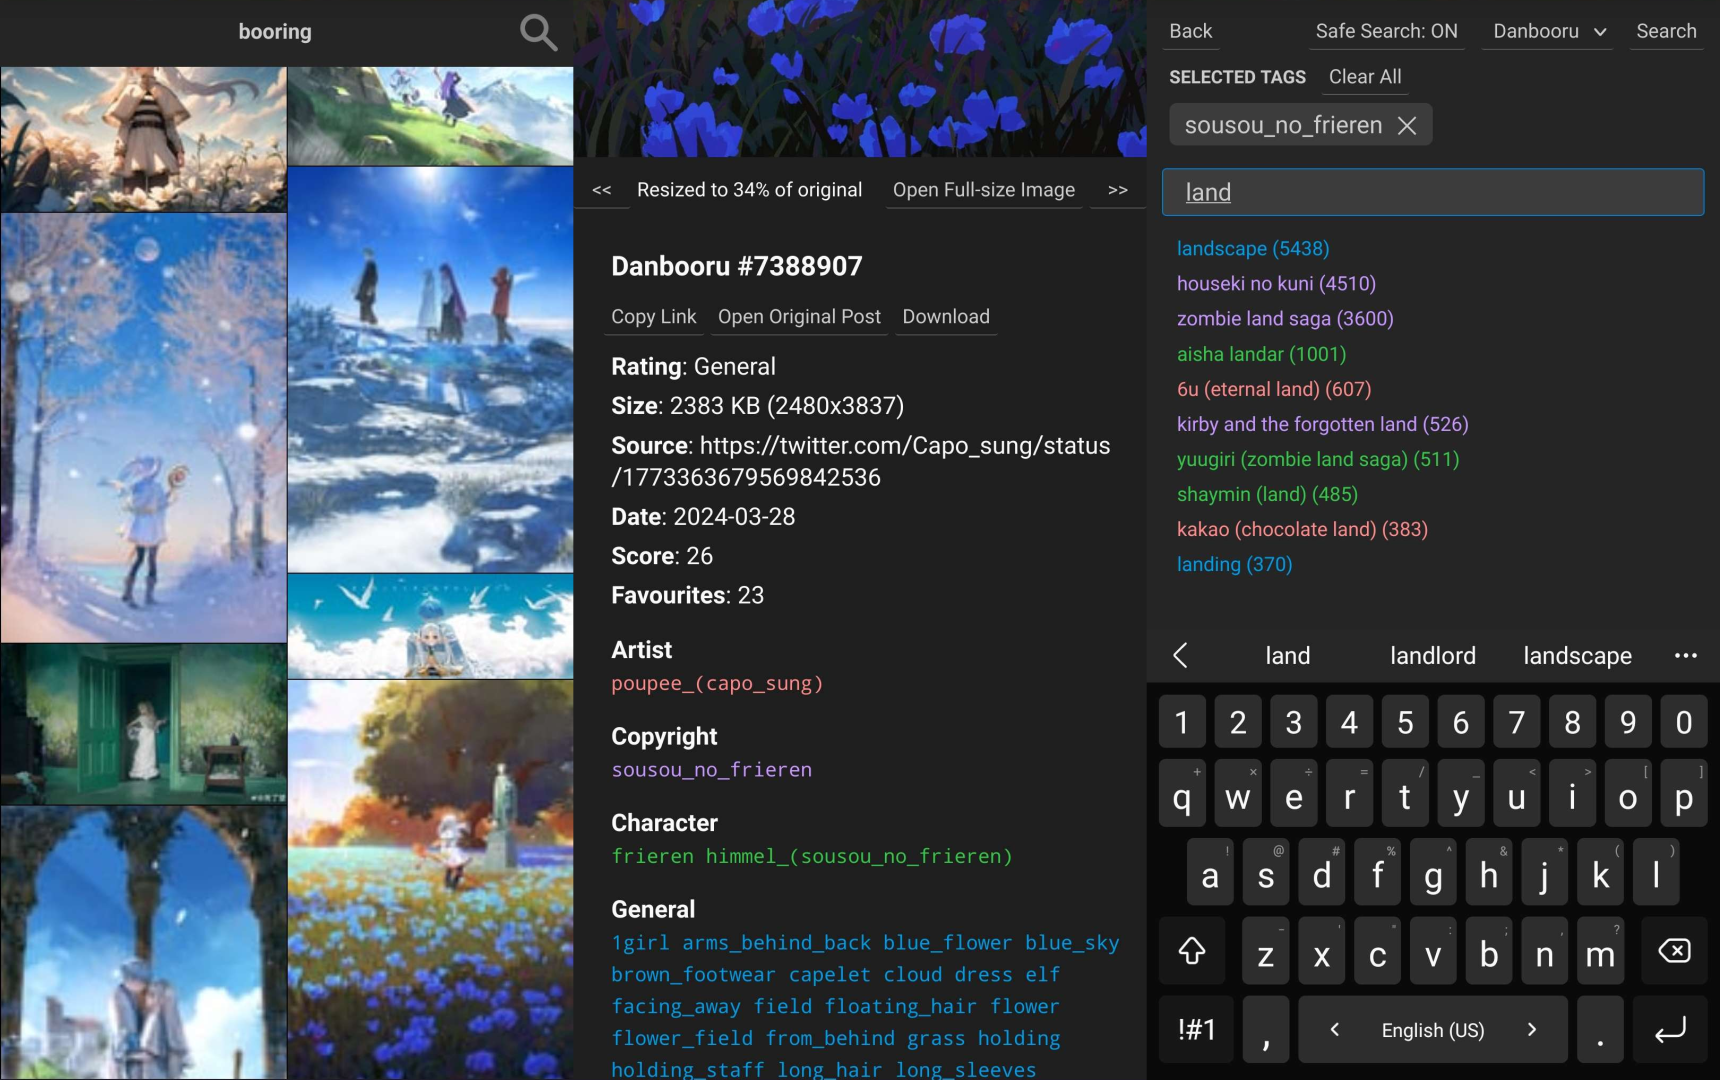 booring
<<
Resized to 34% of original
Open Full-size Image
>>
Danbooru #7388907
Copy Link
Open Original Post
Download
Rating: General
Size: 2383 KB (2480x3837)
Source: https://twitter.com/Capo_sung/status
/1773363679569842536
Date: 2024-03-28
Score: 26
Favourites: 23
Artist
poupee_(capo_sung)
Copyright
sousou_no_frieren
Character
frieren himmel_(sousou_no_frieren)
General
1girl arms_behind_back blue_flower blue_sky
brown_footwear capelet cloud dress elf
facing_away field floating_hair flower
flower_field from_behind grass holding
holding_staff long_hair long_sleeves
Back
Safe Search: ON
Danbooru
Search
SELECTED TAGS
Clear All
sousou_no_frieren
land
landscape (5438)
houseki no kuni (4510)
zombie land saga (3600)
aisha landar (1001)
6u (eternal land) (607)
kirby and the forgotten land (526)
yuugiri (zombie land saga) (511)
shaymin (land) (485)
kakao (chocolate land) (383)
landing (370)
land landlord landscape ...
1 2 3 4 5 6 7 8 9 0
+ × ÷ = / _ < > [ ]
q w e r t y u i o p
! @ # % ^ & * ( )
a s d f g h j k l
- ' " : ; , ?
z x c v b n m
!#1 , < English (US) > .